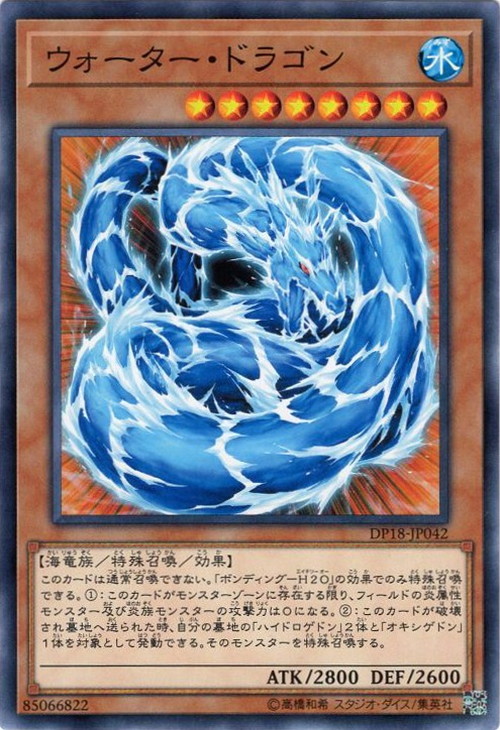 ウォーター・ドラゴン
水
DP18-JP042
【海竜族／特殊召喚／効果】
このカードは通常召喚できない。「ボンディング－H2O」の効果でのみ特殊召喚
できる。①：このカードがモンスターゾーンに存在する限り、フィールドの炎属性
モンスター及び炎族モンスターの攻撃力は０になる。②：このカードが破壊
され墓地へ送られた時、自分の墓地の「ハイドロゲドン」２体と「オキシゲドン」
１体を対象として発動できる。そのモンスターを特殊召喚する。
ATK/2800 DEF/2600
85066822
©高橋和希 スタジオ・ダイス/集英社